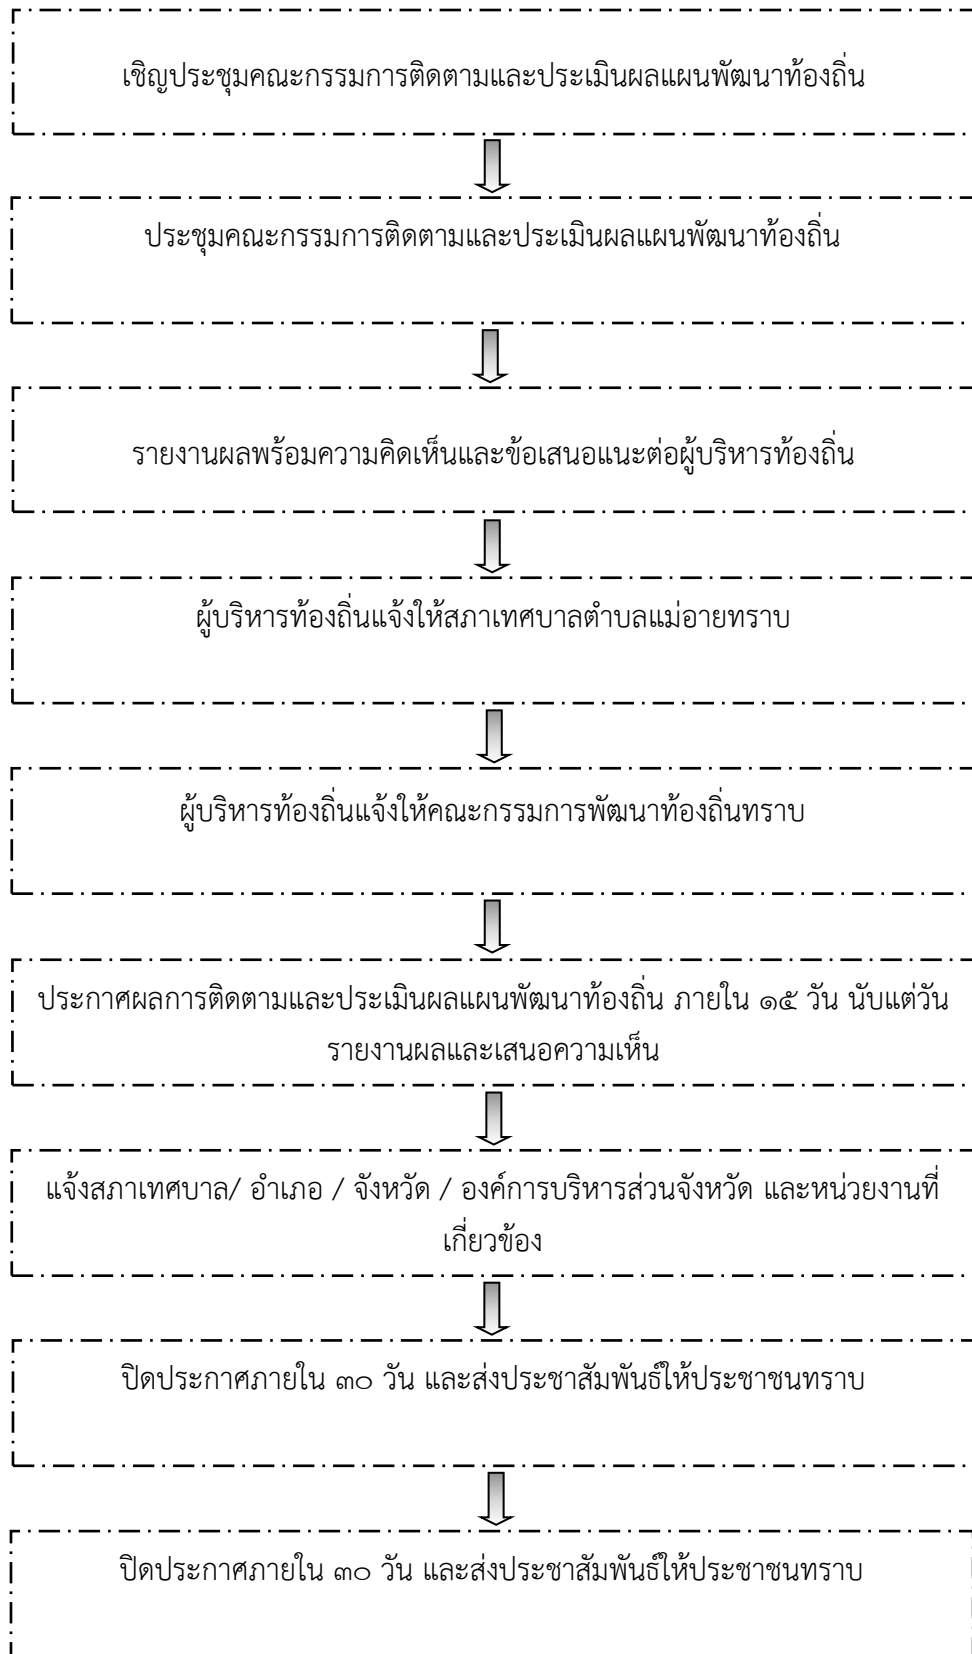 เชิญประชุมคณะกรรมการติดตามและประเมินผลแผนพัฒนาท้องถิ่น
ประชุมคณะกรรมการติดตามและประเมินผลแผนพัฒนาท้องถิ่น
รายงานผลพร้อมความคิดเห็นและข้อเสนอแนะต่อผู้บริหารท้องถิ่น
ผู้บริหารท้องถิ่นแจ้งให้สภาเทศบาลตำบลแม่อายทราบ
ผู้บริหารท้องถิ่นแจ้งให้คณะกรรมการพัฒนาท้องถิ่นทราบ
ประกาศผลการติดตามและประเมินผลแผนพัฒนาท้องถิ่น ภายใน ๑๕ วัน นับแต่วัน
รายงานผลและเสนอความเห็น
แจ้งสภาเทศบาล/ อำเภอ / จังหวัด / องค์การบริหารส่วนจังหวัด และหน่วยงานที่
เกี่ยวข้อง
ปิดประกาศภายใน ๓๐ วัน และส่งประชาสัมพันธ์ให้ประชาชนทราบ
ปิดประกาศภายใน ๓๐ วัน และส่งประชาสัมพันธ์ให้ประชาชนทราบ